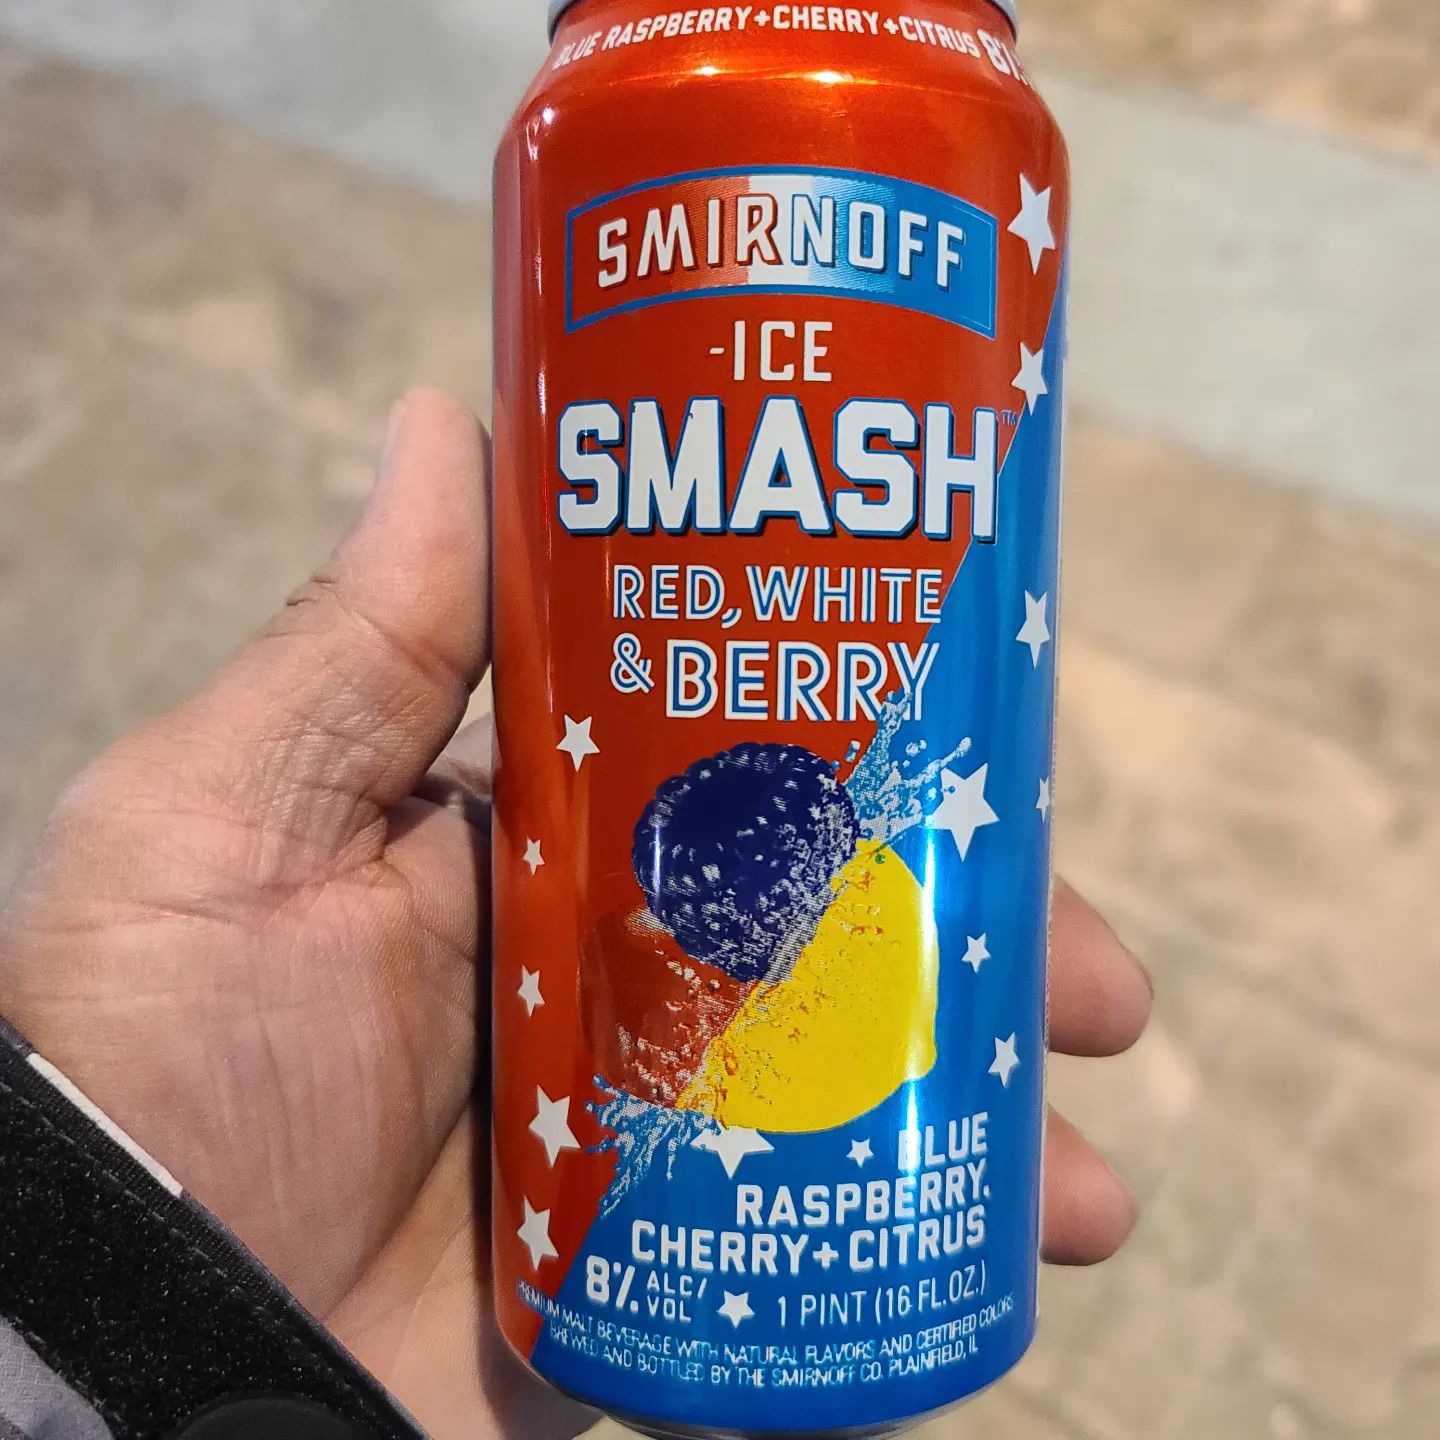 BLUE RASPBERRY+CHERRY+CITRUS 8%
SMIRNOFF
-ICE
SMASH™
RED, WHITE
& BERRY
BLUE
RASPBERRY,
CHERRY+CITRUS
8% ALC/VOL 1 PINT (16 FL. OZ.)
PREMIUM MALT BEVERAGE WITH NATURAL FLAVORS AND CERTIFIED COLORS
BREWED AND BOTTLED BY THE SMIRNOFF CO. PLAINFIELD, IL